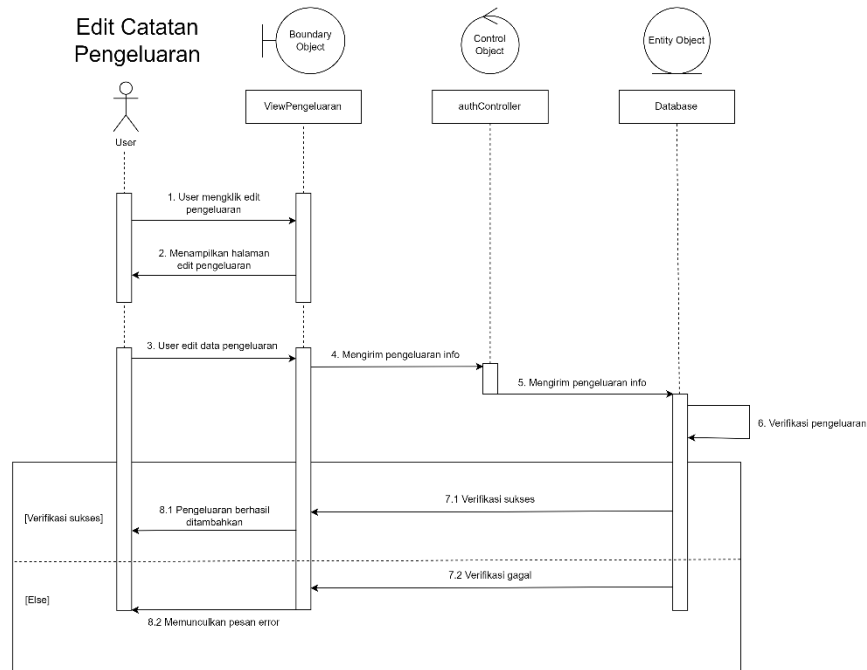 Edit Catatan
Pengeluaran
Boundary
Object
Control
Object
Entity Object
User
ViewPengeluaran
authController
Database
1. User mengklik edit
pengeluaran
2. Menampilkan halaman
edit pengeluaran
3. User edit data pengeluaran
4. Mengirim pengeluaran info
5. Mengirim pengeluaran info
6. Verifikasi pengeluaran
[Verifikasi sukses]
7.1 Verifikasi sukses
8.1 Pengeluaran berhasil
ditambahkan
[Else]
7.2 Verifikasi gagal
8.2 Memunculkan pesan error